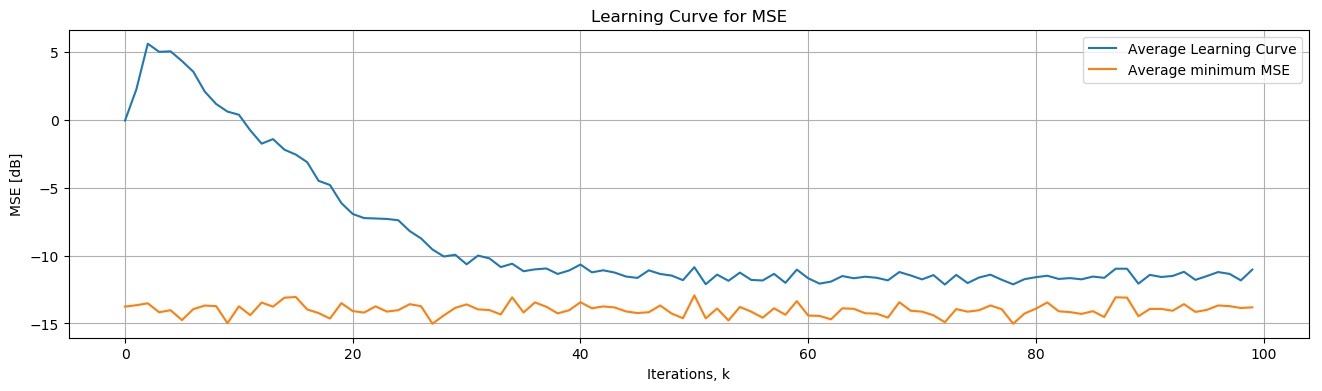 Learning Curve for MSE
Average Learning Curve
Average minimum MSE
MSE [dB]
5
0
−5
−10
−15
0
20
40
60
80
100
Iterations, k